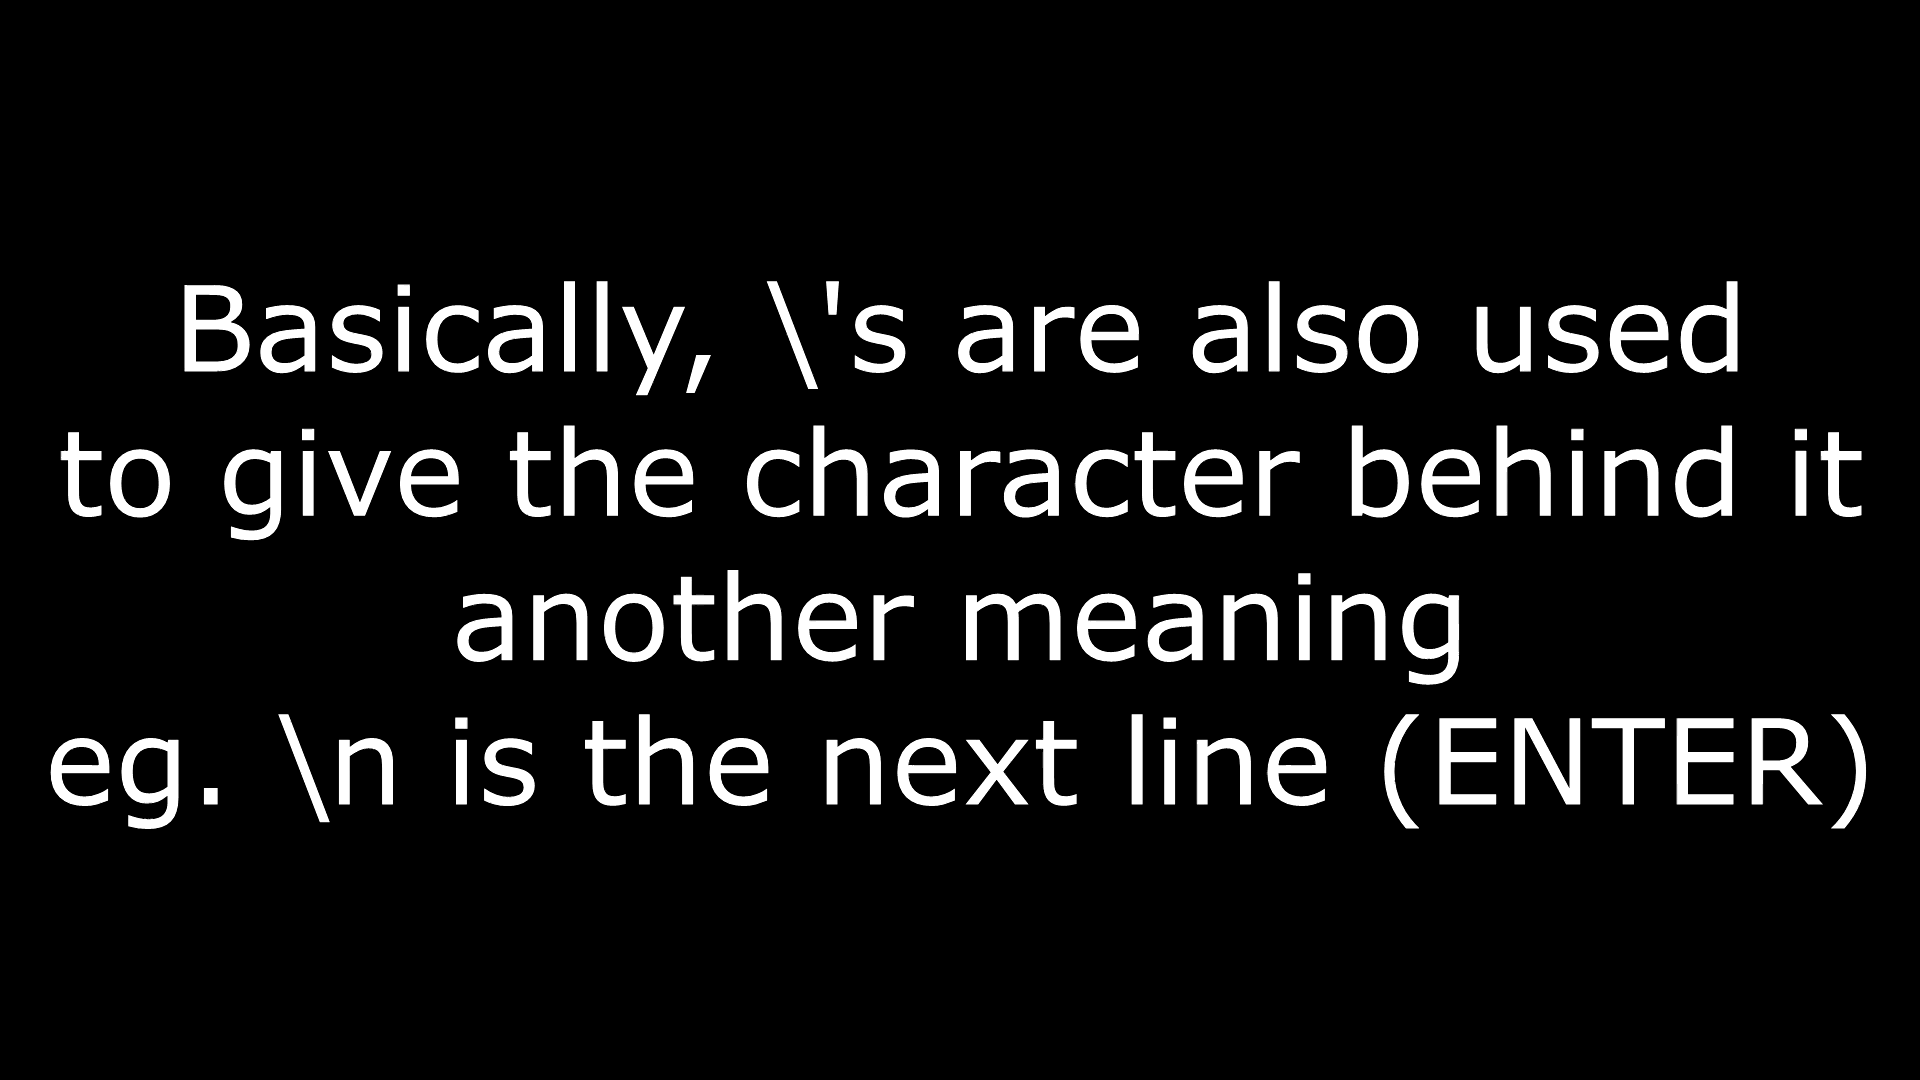 Basically, \'s are also used
to give the character behind it
another meaning
eg. \n is the next line (ENTER)